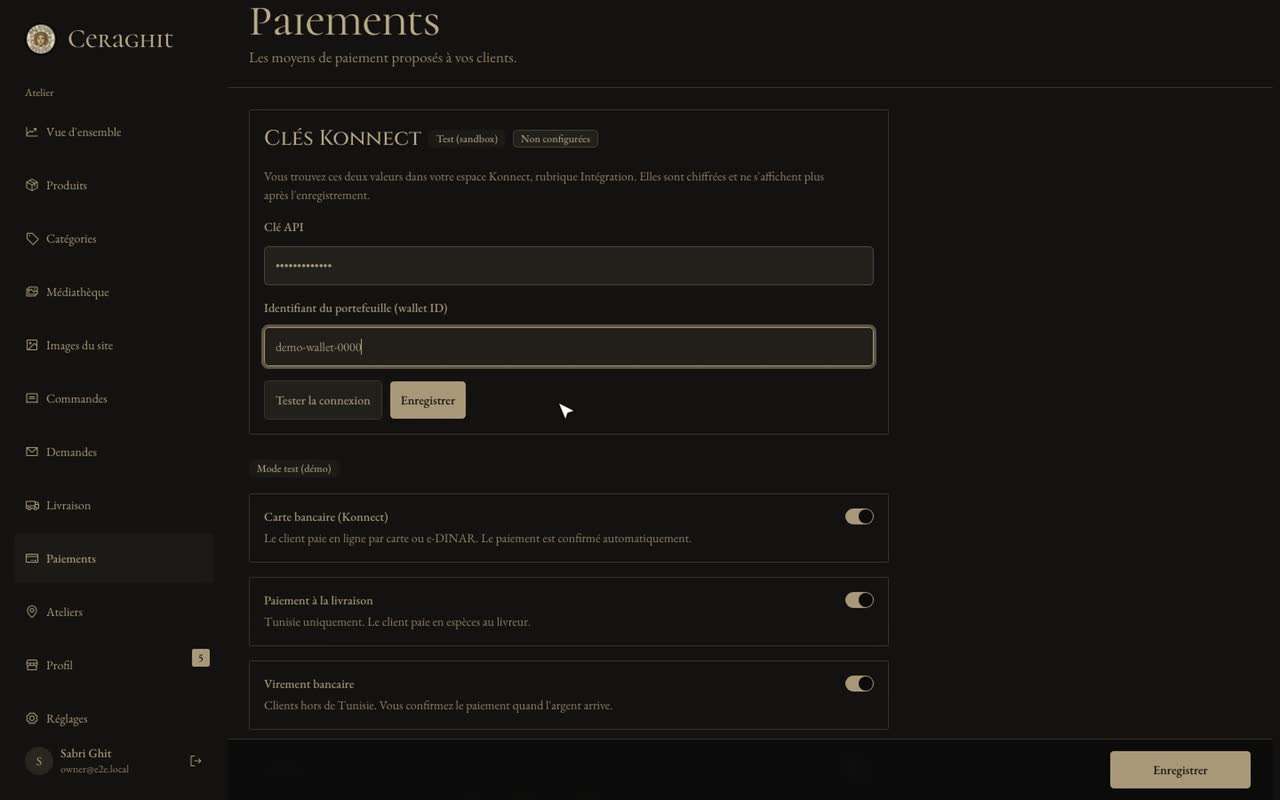 Ceraghit
Atelier
Vue d'ensemble
Produits
Catégories
Médiathèque
Images du site
Commandes
Demandes
Livraison
Paiements
Ateliers
Profil
5
Réglages
S
Sabri Ghit
owner@e2e.local
Paiements
Les moyens de paiement proposés à vos clients.
Clés Konnect
Test (sandbox)
Non configurées
Vous trouvez ces deux valeurs dans votre espace Konnect, rubrique Intégration. Elles sont chiffrées et ne s'affichent plus
après l'enregistrement.
Clé API
•••••••••••••
Identifiant du portefeuille (wallet ID)
demo-wallet-0000
Tester la connexion
Enregistrer
Mode test (démo)
Carte bancaire (Konnect)
Le client paie en ligne par carte ou e-DINAR. Le paiement est confirmé automatiquement.
Paiement à la livraison
Tunisie uniquement. Le client paie en espèces au livreur.
Virement bancaire
Clients hors de Tunisie. Vous confirmez le paiement quand l'argent arrive.
Enregistrer